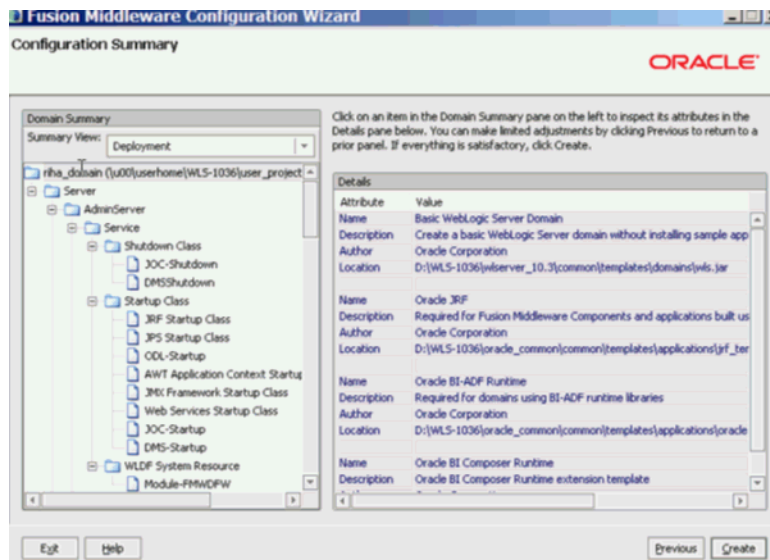 Fusion Middleware Configuration Wizard
Configuration Summary
ORACLE
Domain Summary
Summary View: Deployment
riha_domain (\u00\userhome\WLS-1036\user_project
Server
AdminServer
Service
Shutdown Class
JOC-Shutdown
DMSShutdown
Startup Class
JRF Startup Class
JPS Startup Class
ODL-Startup
AWT Application Context Startup
JMX Framework Startup Class
Web Services Startup Class
JOC-Startup
DMS-Startup
WLDF System Resource
Module-FMWDFW
Click on an item in the Domain Summary pane on the left to inspect its attributes in the
Details pane below. You can make limited adjustments by clicking Previous to return to a
prior panel. If everything is satisfactory, click Create.
Details
Attribute Value
Name Basic WebLogic Server Domain
Description Create a basic WebLogic Server domain without installing sample app
Author Oracle Corporation
Location D:\WLS-1036\wlserver_10.3\common\templates\domains\wls.jar
Name Oracle JRF
Description Required for Fusion Middleware Components and applications built us
Author Oracle Corporation
Location D:\WLS-1036\oracle_common\common\templates\applications\jrf_ter
Name Oracle BI-ADF Runtime
Description Required for domains using BI-ADF runtime libraries
Author Oracle Corporation
Location D:\WLS-1036\oracle_common\common\templates\applications\oracle
Name Oracle BI Composer Runtime
Description Oracle BI Composer Runtime extension template
Exit Help Previous Create